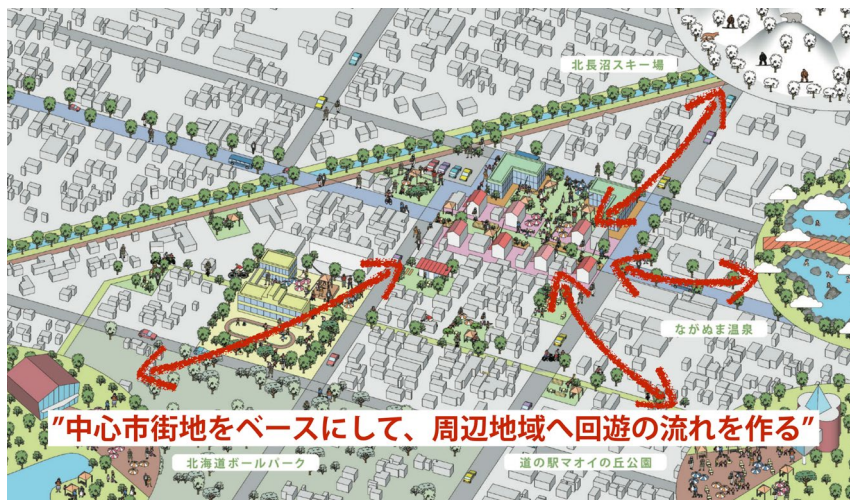 北長沼スキー場
ながぬま温泉
”中心市街地をベースにして、周辺地域へ回遊の流れを作る”
北海道ボールパーク
道の駅マオイの丘公園